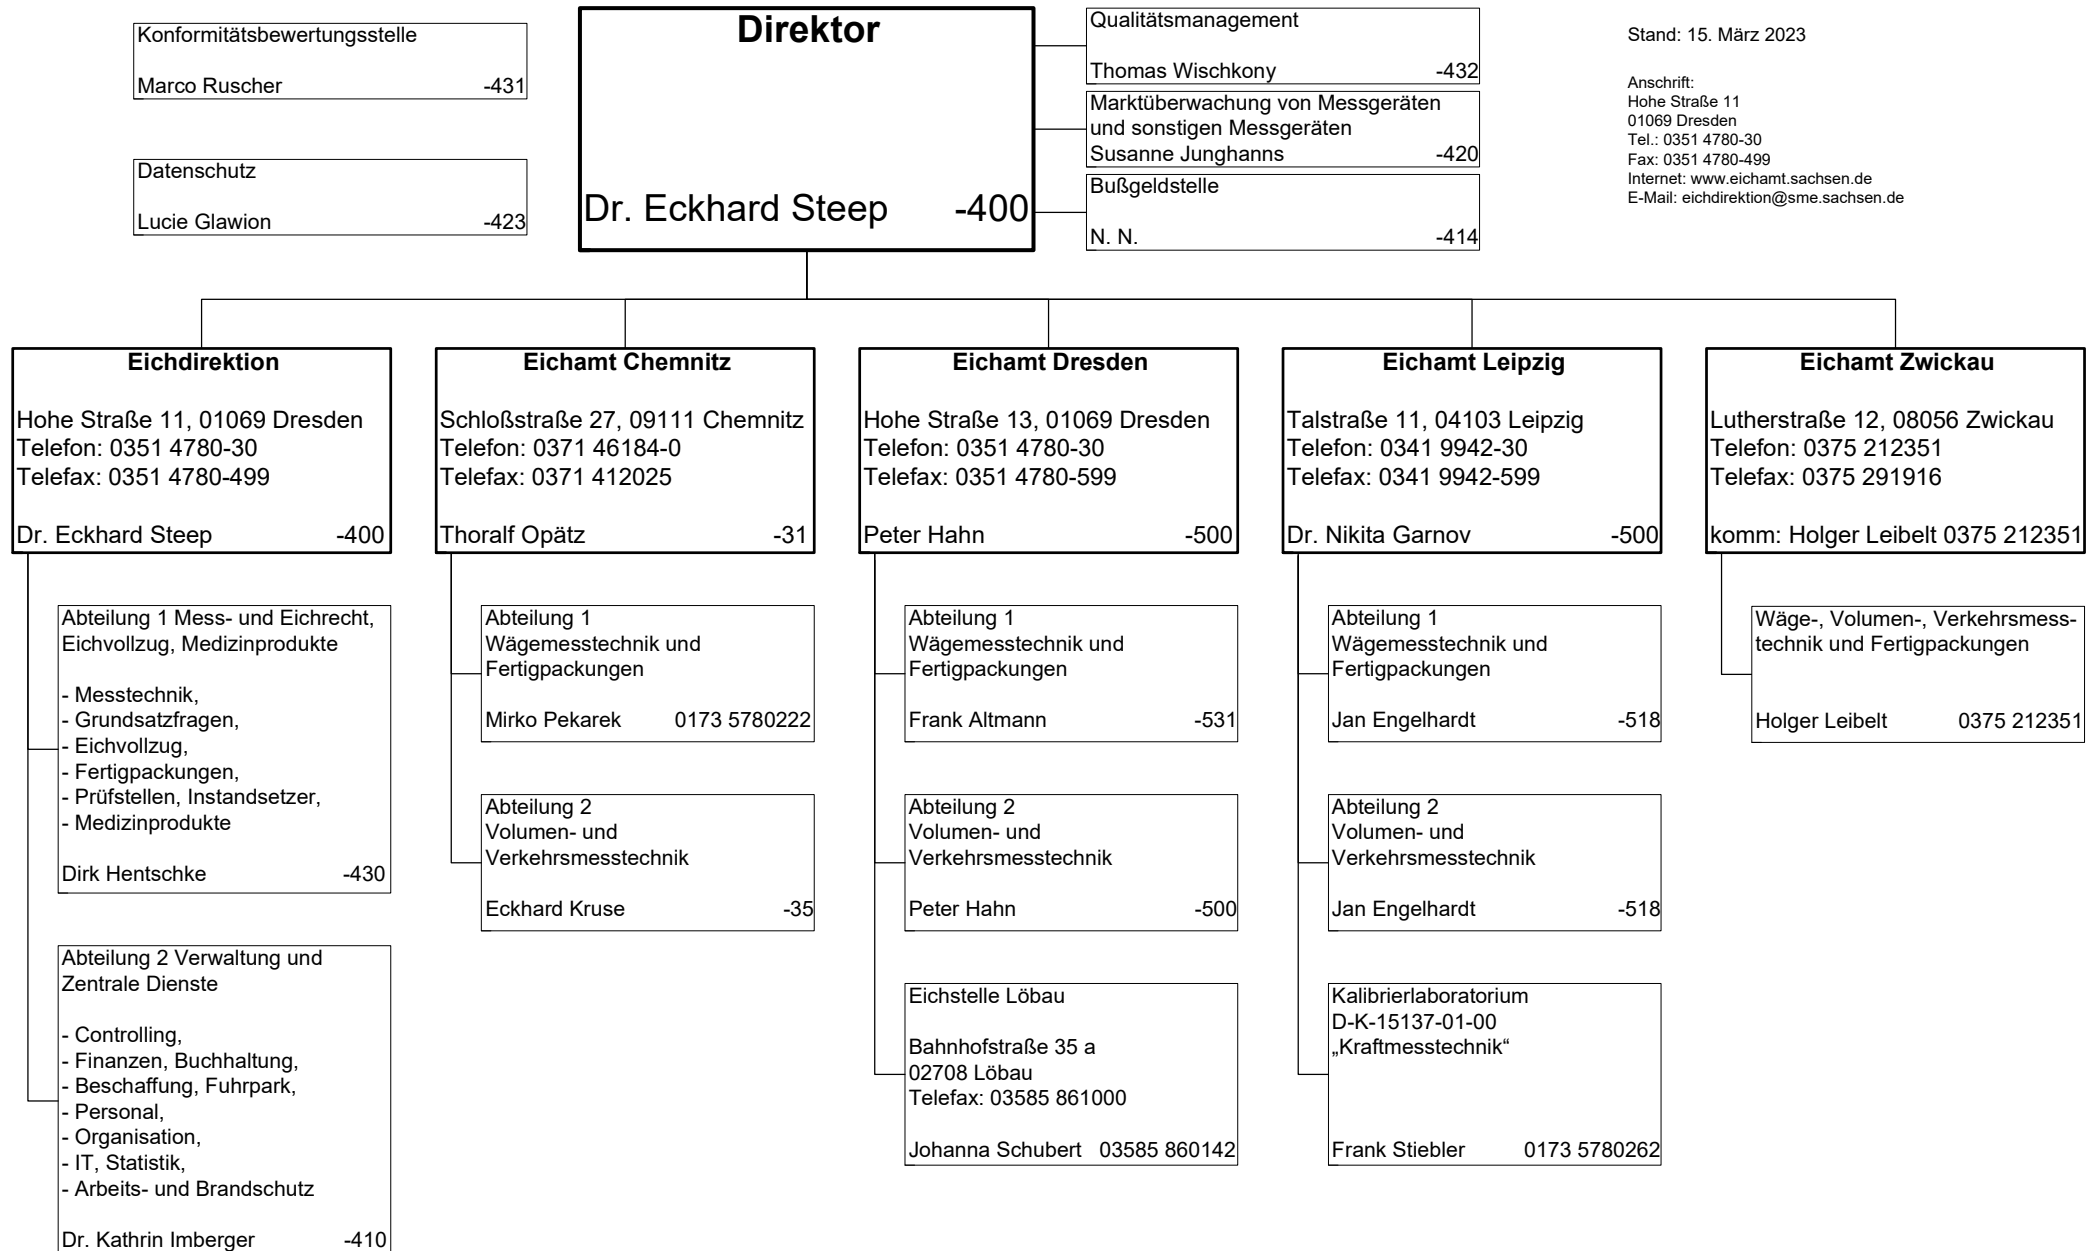 Konformitätsbewertungsstelle
Marco Ruscher -431
Datenschutz
Lucie Glawion -423
Direktor
Dr. Eckhard Steep -400
Qualitätsmanagement
Thomas Wischkony -432
Marktüberwachung von Messgeräten
und sonstigen Messgeräten
Susanne Junghanns -420
Bußgeldstelle
N. N. -414
Stand: 15. März 2023
Anschrift:
Hohe Straße 11
01069 Dresden
Tel.: 0351 4780-30
Fax: 0351 4780-499
Internet: www.eichamt.sachsen.de
E-Mail: eichdirektion@sme.sachsen.de
Eichdirektion
Hohe Straße 11, 01069 Dresden
Telefon: 0351 4780-30
Telefax: 0351 4780-499
Dr. Eckhard Steep -400
Abteilung 1 Mess- und Eichrecht,
Eichvollzug, Medizinprodukte
- Messtechnik,
- Grundsatzfragen,
- Eichvollzug,
- Fertigpackungen,
- Prüfstellen, Instandsetzer,
- Medizinprodukte
Dirk Hentschke -430
Abteilung 2 Verwaltung und
Zentrale Dienste
- Controlling,
- Finanzen, Buchhaltung,
- Beschaffung, Fuhrpark,
- Personal,
- Organisation,
- IT, Statistik,
- Arbeits- und Brandschutz
Dr. Kathrin Imberger -410
Eichamt Chemnitz
Schloßstraße 27, 09111 Chemnitz
Telefon: 0371 46184-0
Telefax: 0371 412025
Thoralf Opätz -31
Abteilung 1
Wägemesstechnik und
Fertigpackungen
Mirko Pekarek 0173 5780222
Abteilung 2
Volumen- und
Verkehrsmesstechnik
Eckhard Kruse -35
Eichamt Dresden
Hohe Straße 13, 01069 Dresden
Telefon: 0351 4780-30
Telefax: 0351 4780-599
Peter Hahn -500
Abteilung 1
Wägemesstechnik und
Fertigpackungen
Frank Altmann -531
Abteilung 2
Volumen- und
Verkehrsmesstechnik
Peter Hahn -500
Eichstelle Löbau
Bahnhofstraße 35 a
02708 Löbau
Telefax: 03585 861000
Johanna Schubert 03585 860142
Eichamt Leipzig
Talstraße 11, 04103 Leipzig
Telefon: 0341 9942-30
Telefax: 0341 9942-599
Dr. Nikita Garnov -500
Abteilung 1
Wägemesstechnik und
Fertigpackungen
Jan Engelhardt -518
Abteilung 2
Volumen- und
Verkehrsmesstechnik
Jan Engelhardt -518
Kalibrierlaboratorium
D-K-15137-01-00
„Kraftmesstechnik“
Frank Stiebler 0173 5780262
Eichamt Zwickau
Lutherstraße 12, 08056 Zwickau
Telefon: 0375 212351
Telefax: 0375 291916
komm: Holger Leibelt 0375 212351
Wäge-, Volumen-, Verkehrsmess-
technik und Fertigpackungen
Holger Leibelt 0375 212351